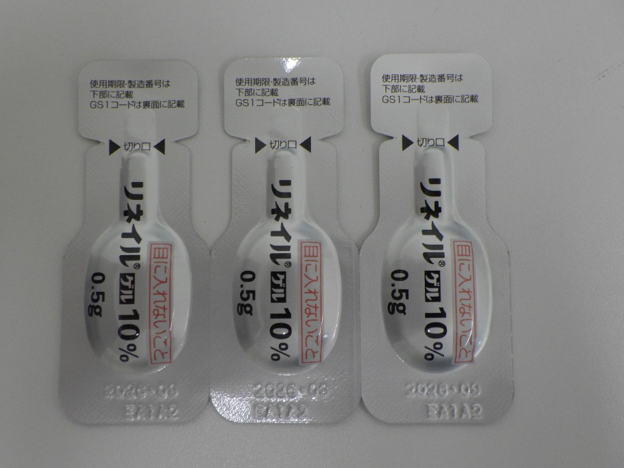 使用期限・製造番号は
下部に記載
GS1コードは裏面に記載
▶切り口◀
リネイル®ゲル10%
0.5g
目に入れないこと
2026.09
EA1A2
使用期限・製造番号は
下部に記載
GS1コードは裏面に記載
▶切り口◀
リネイル®ゲル10%
0.5g
目に入れないこと
2026.09
EA1A2
使用期限・製造番号は
下部に記載
GS1コードは裏面に記載
▶切り口◀
リネイル®ゲル10%
0.5g
目に入れないこと
2026.09
EA1A2